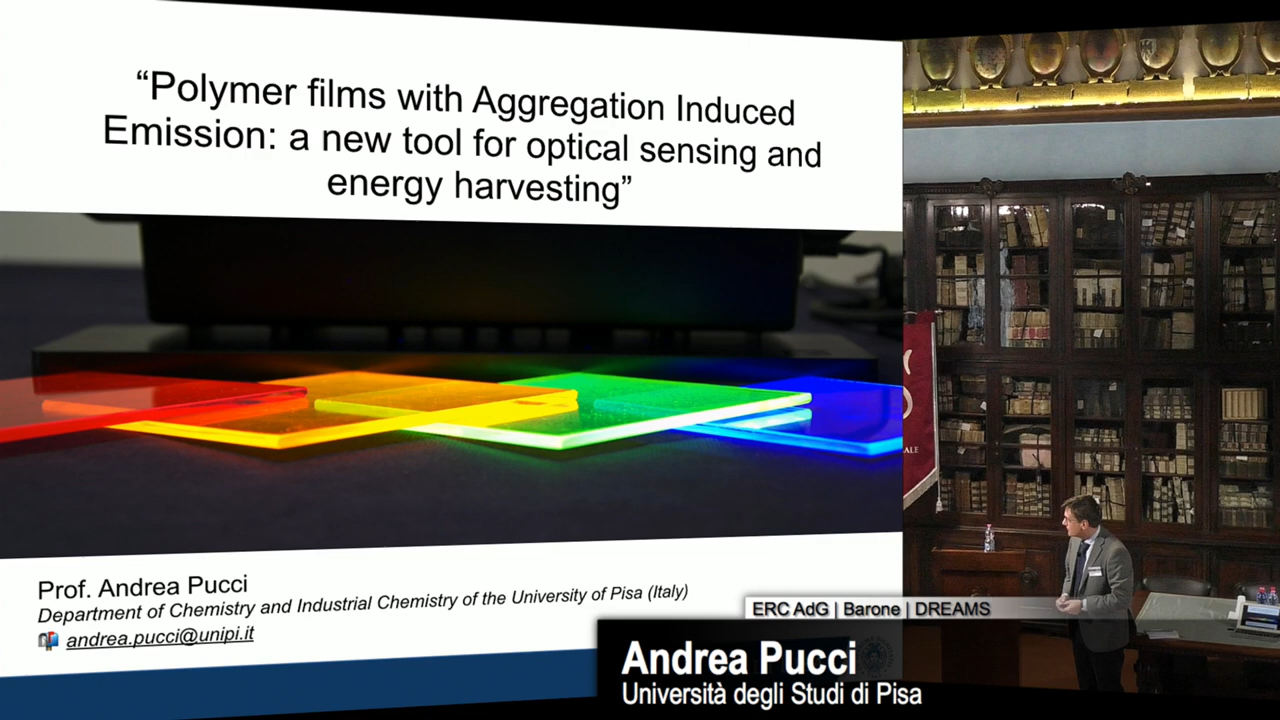 “Polymer films with Aggregation Induced
Emission: a new tool for optical sensing and
energy harvesting”
Prof. Andrea Pucci
Department of Chemistry and Industrial Chemistry of the University of Pisa (Italy)
andrea.pucci@unipi.it
ERC AdG | Barone | DREAMS
Andrea Pucci
Università degli Studi di Pisa
ALE